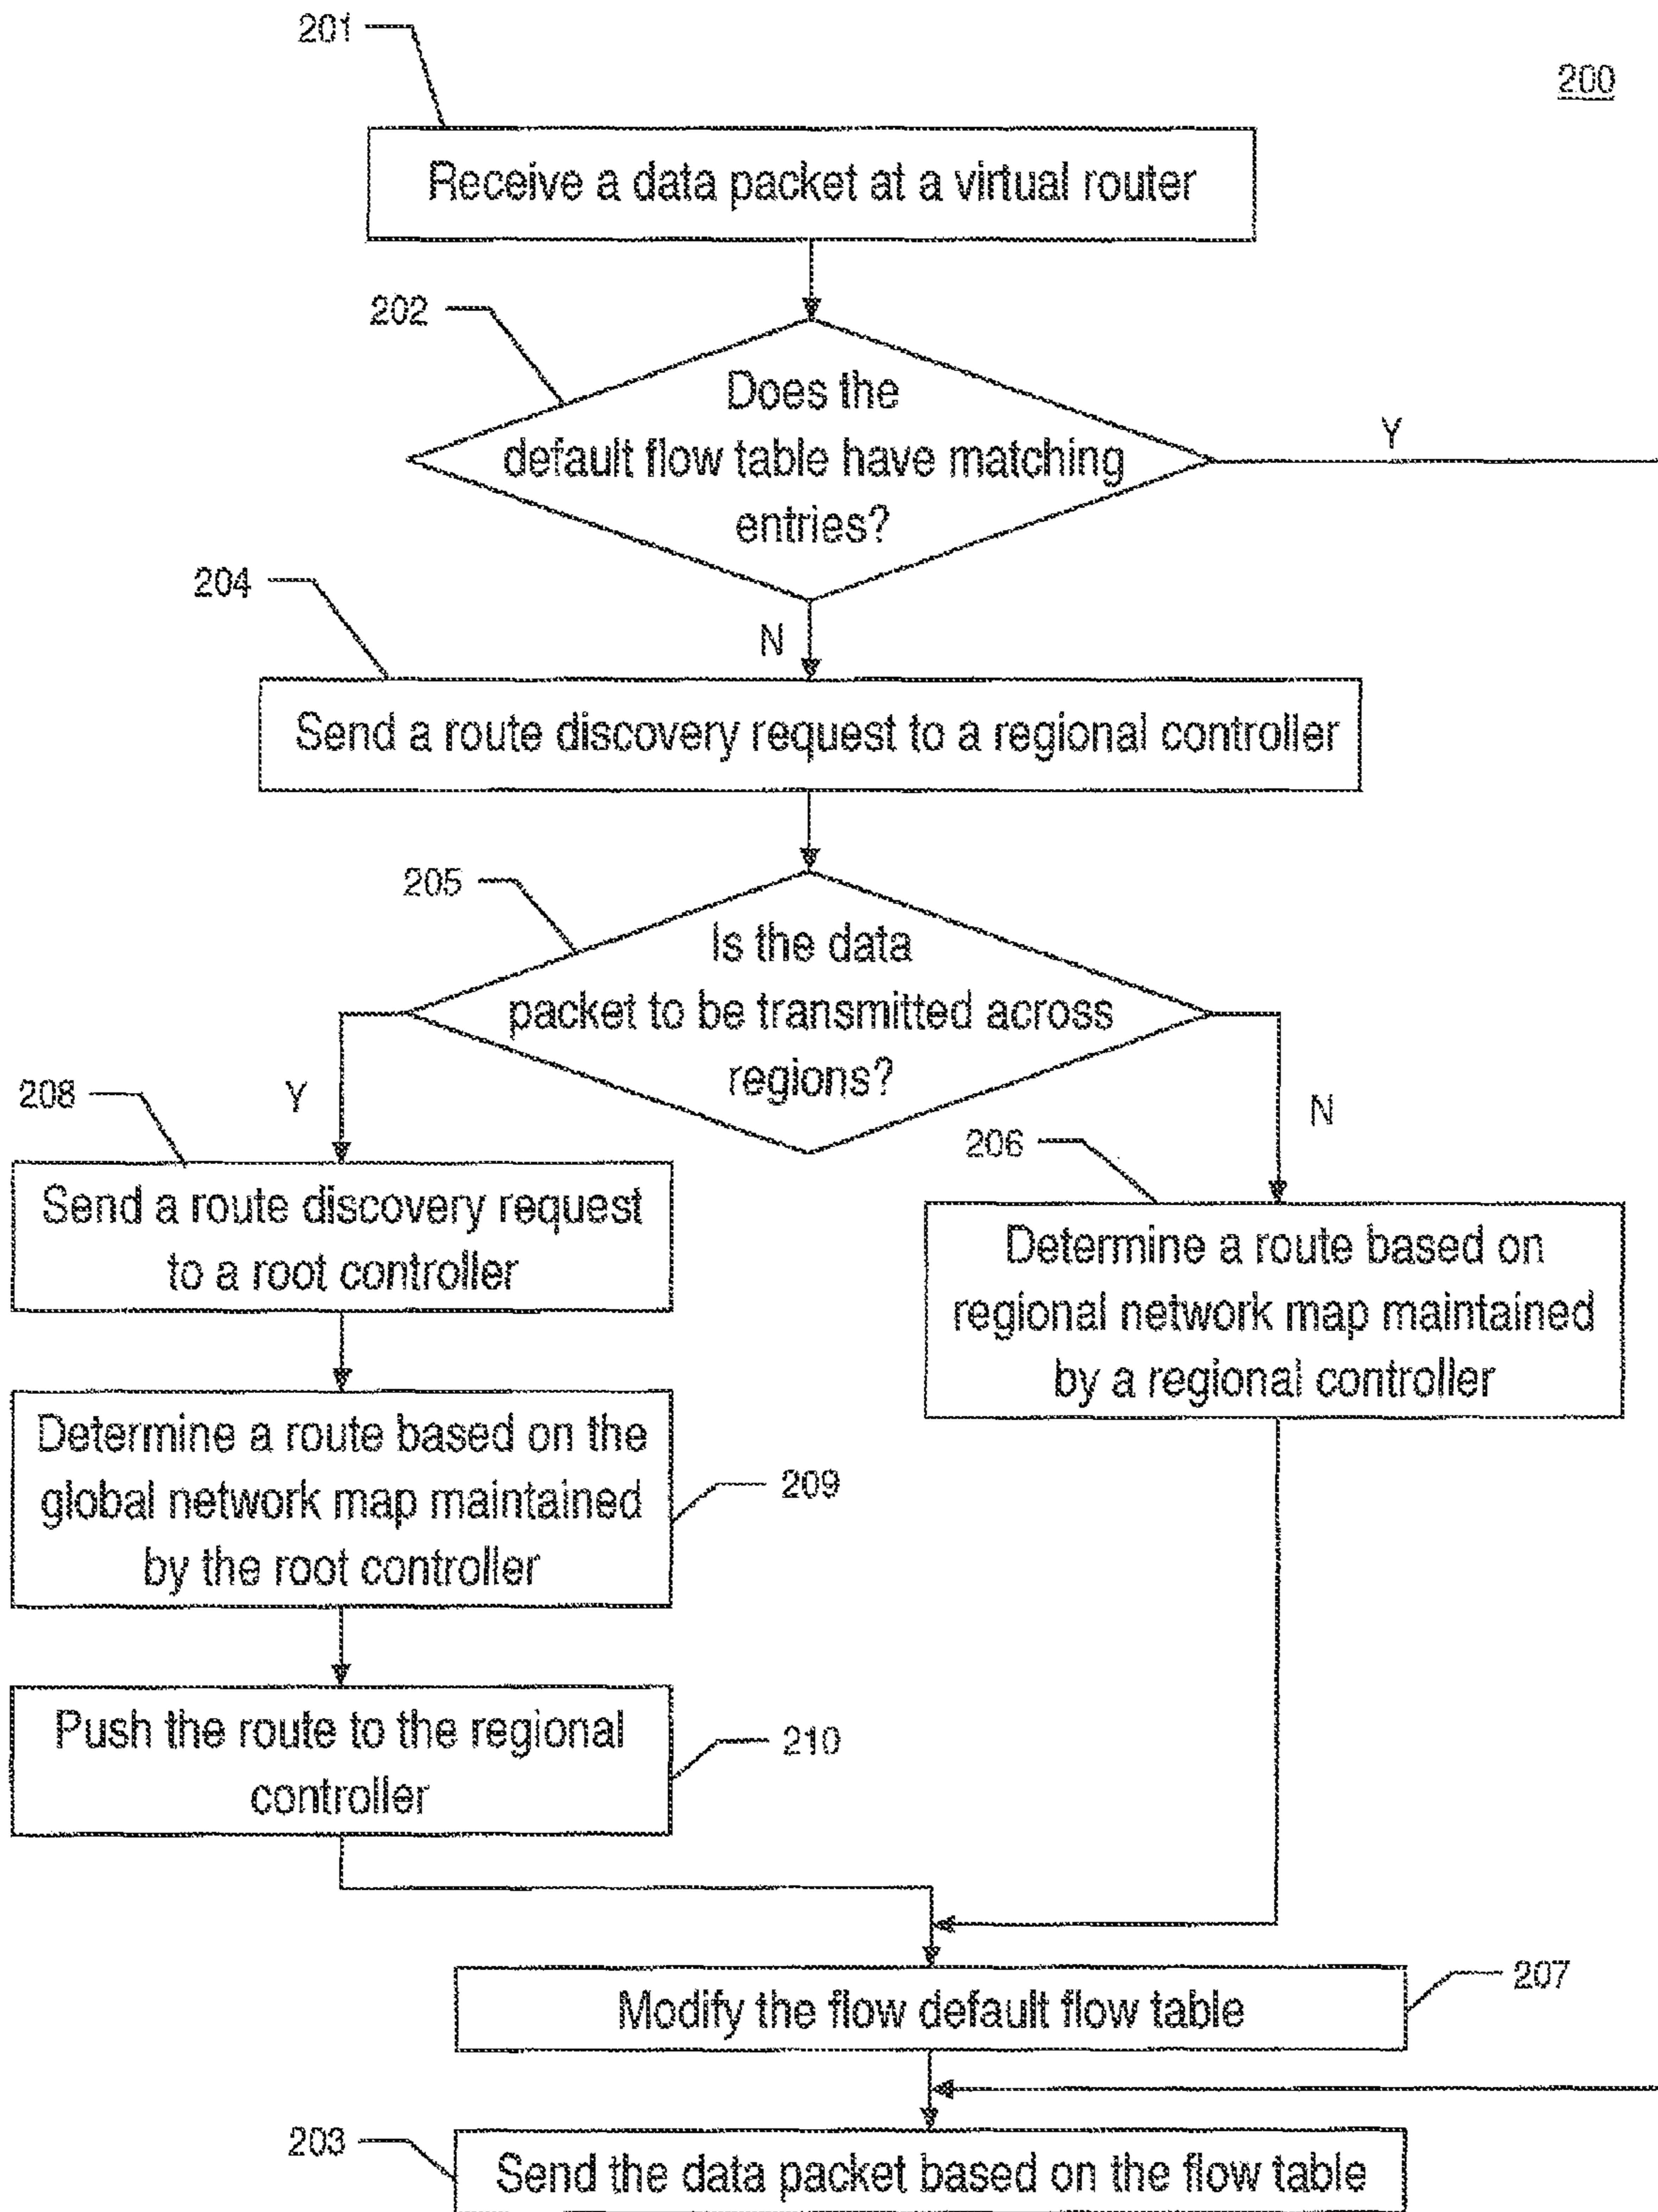 201
200
Receive a data packet at a virtual router
202
Does the
default flow table have matching
entries?
Y
204
N
Send a route discovery request to a regional controller
205
Is the data
packet to be transmitted across
regions?
208
Y
N
206
Send a route discovery request
to a root controller
Determine a route based on
regional network map maintained
by a regional controller
Determine a route based on the
global network map maintained
by the root controller
209
Push the route to the regional
controller
210
Modify the flow default flow table
207
203
Send the data packet based on the flow table